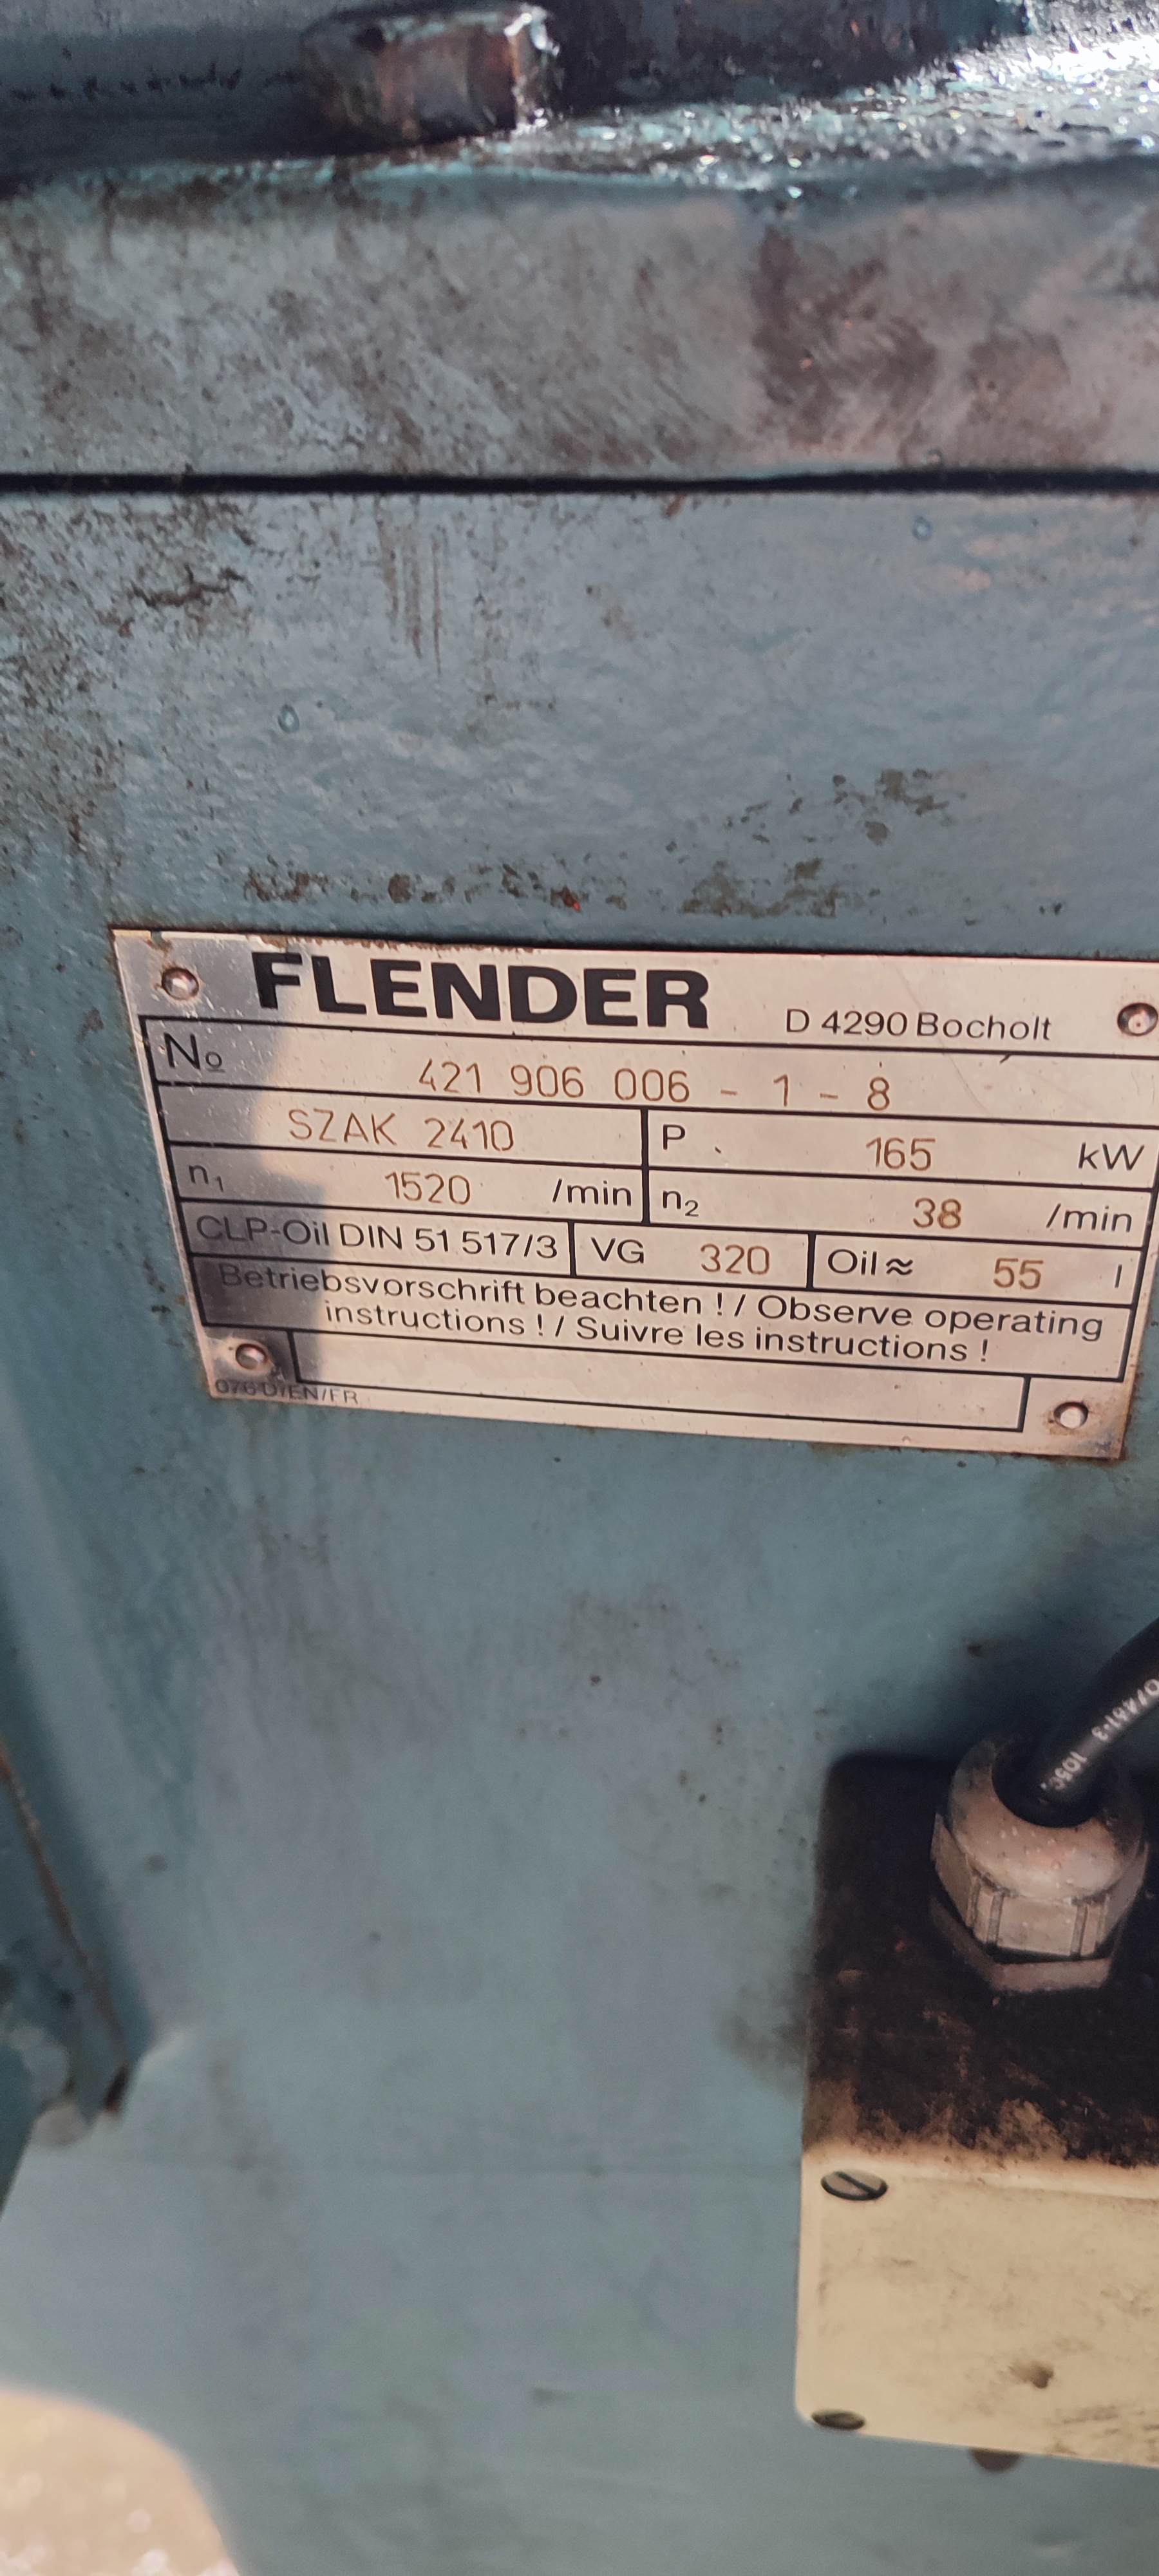 FLENDER D 4290 Bocholt
No 421 906 006 - 1 - 8
SZAK 2410 P 165 kW
n₁ 1520 /min n₂ 38 /min
CLP-Oil DIN 51 517/3 VG 320 Oil ≈ 55 l
Betriebsvorschrift beachten ! / Observe operating
instructions ! / Suivre les instructions !